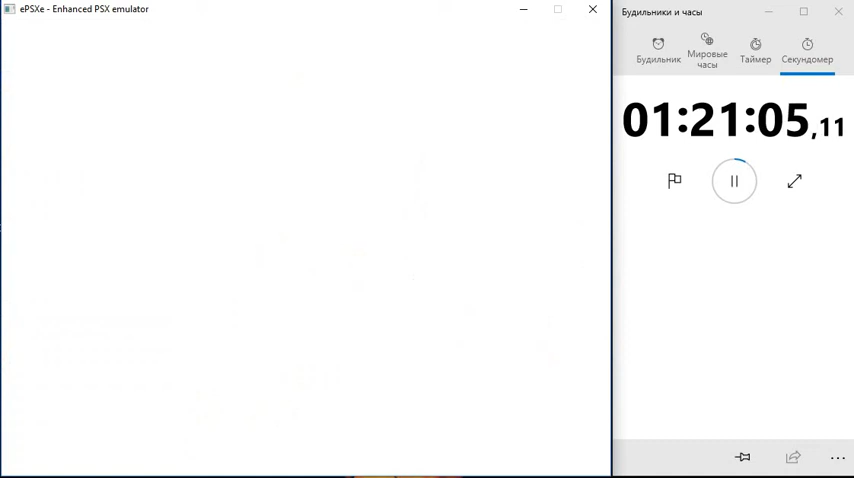 ePSXe - Enhanced PSX emulator
Будильники и часы
Будильник
Мировые
часы
Таймер
Секундомер
01:21:05,11